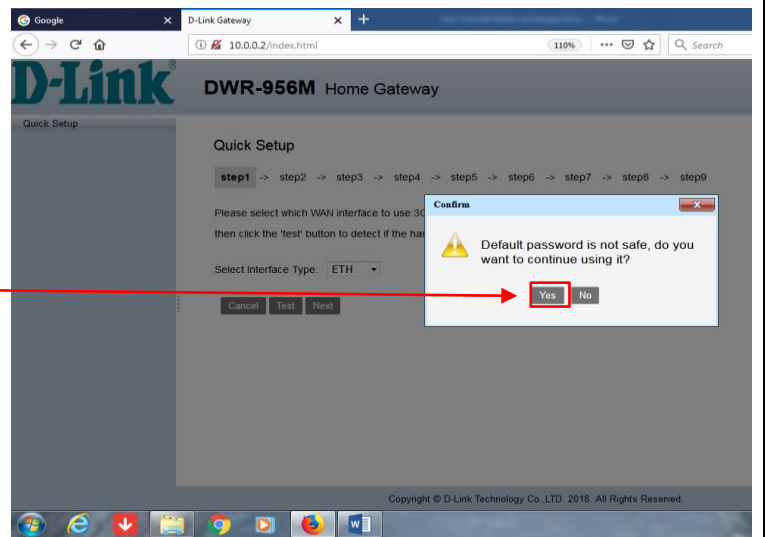 Google
D-Link Gateway
10.0.0.2/index.html
110%
Search
D-Link®
DWR-956M Home Gateway
Quick Setup
Quick Setup
step1 -> step2 -> step3 -> step4 -> step5 -> step6 -> step7 -> step8 -> step9
Please select which WAN interface to use:3G
then click the 'test' button to detect if the har
Select Interface Type: ETH
Cancel Test Next
Confirm
Default password is not safe, do you
want to continue using it?
Yes No
Copyright © D-Link Technology Co.,LTD. 2018. All Rights Reserved.